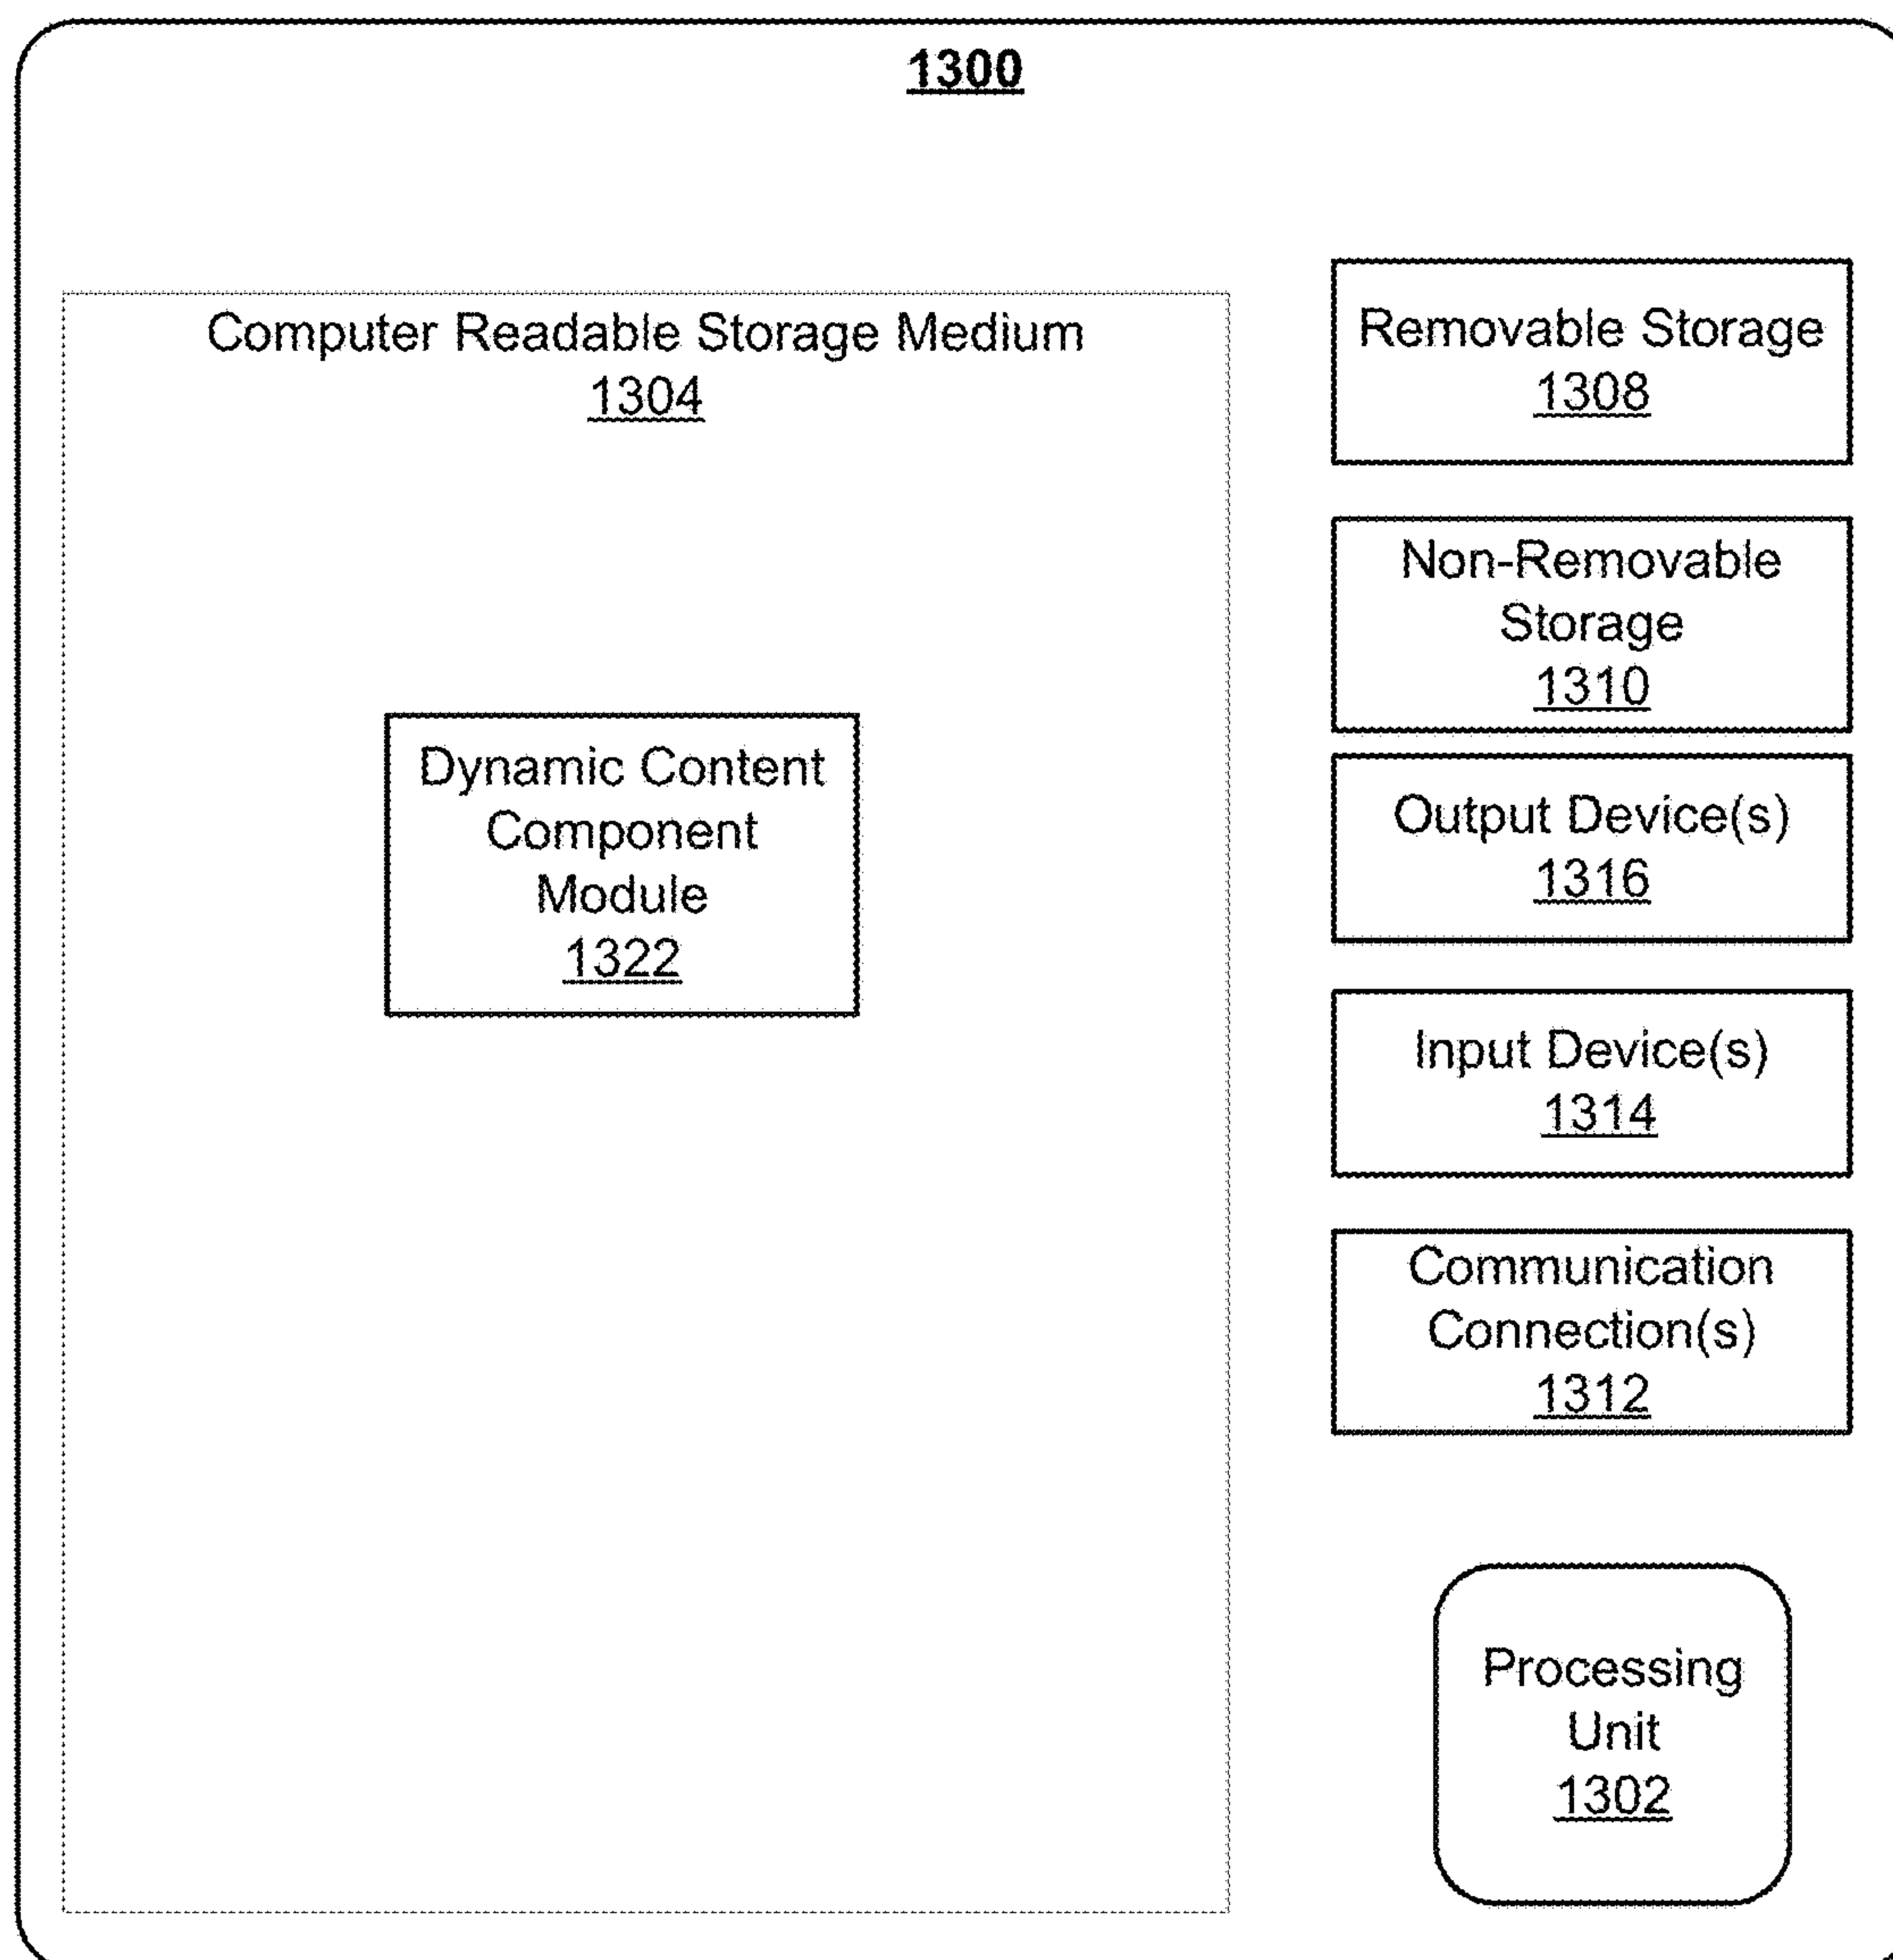 1300
Computer Readable Storage Medium
1304
Dynamic Content
Component
Module
1322
Removable Storage
1308
Non-Removable
Storage
1310
Output Device(s)
1316
Input Device(s)
1314
Communication
Connection(s)
1312
Processing
Unit
1302